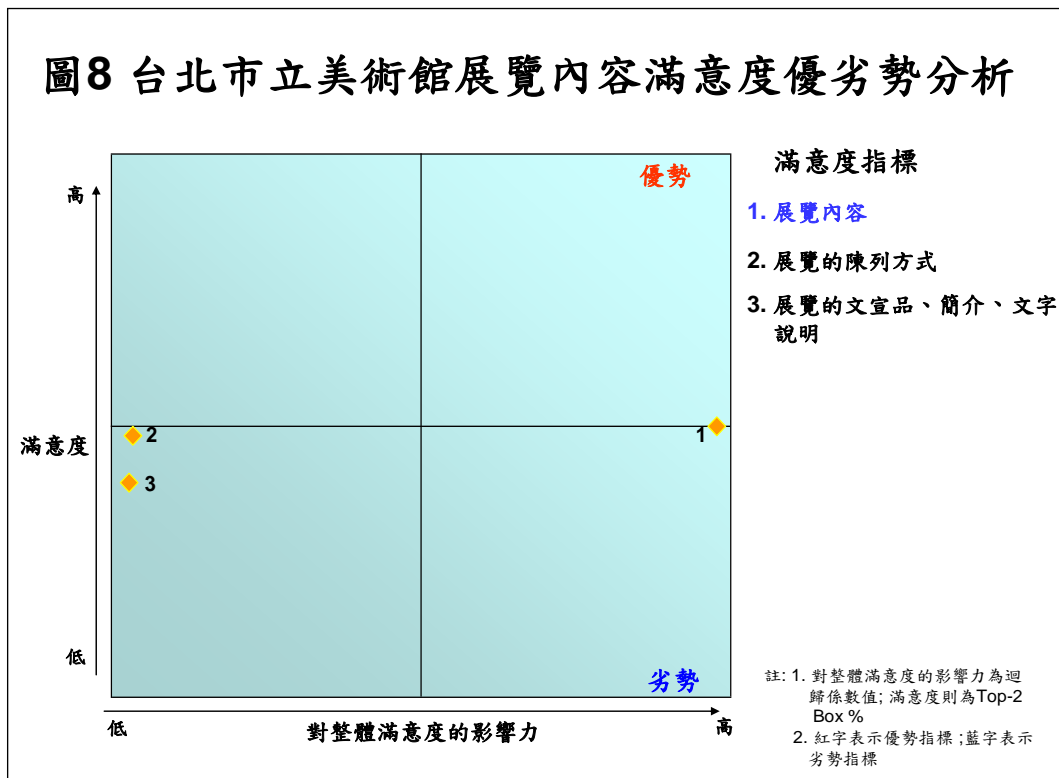 圖8 台北市立美術館展覽內容滿意度優劣勢分析
高
優勢
滿意度指標
1. 展覽內容
2. 展覽的陳列方式
3. 展覽的文宣品、簡介、文字
說明
滿意度
2
1
3
低
劣勢
低
對整體滿意度的影響力
高
註: 1. 對整體滿意度的影響力為迴
歸係數值; 滿意度則為Top-2
Box %
2. 紅字表示優勢指標 ;藍字表示
劣勢指標